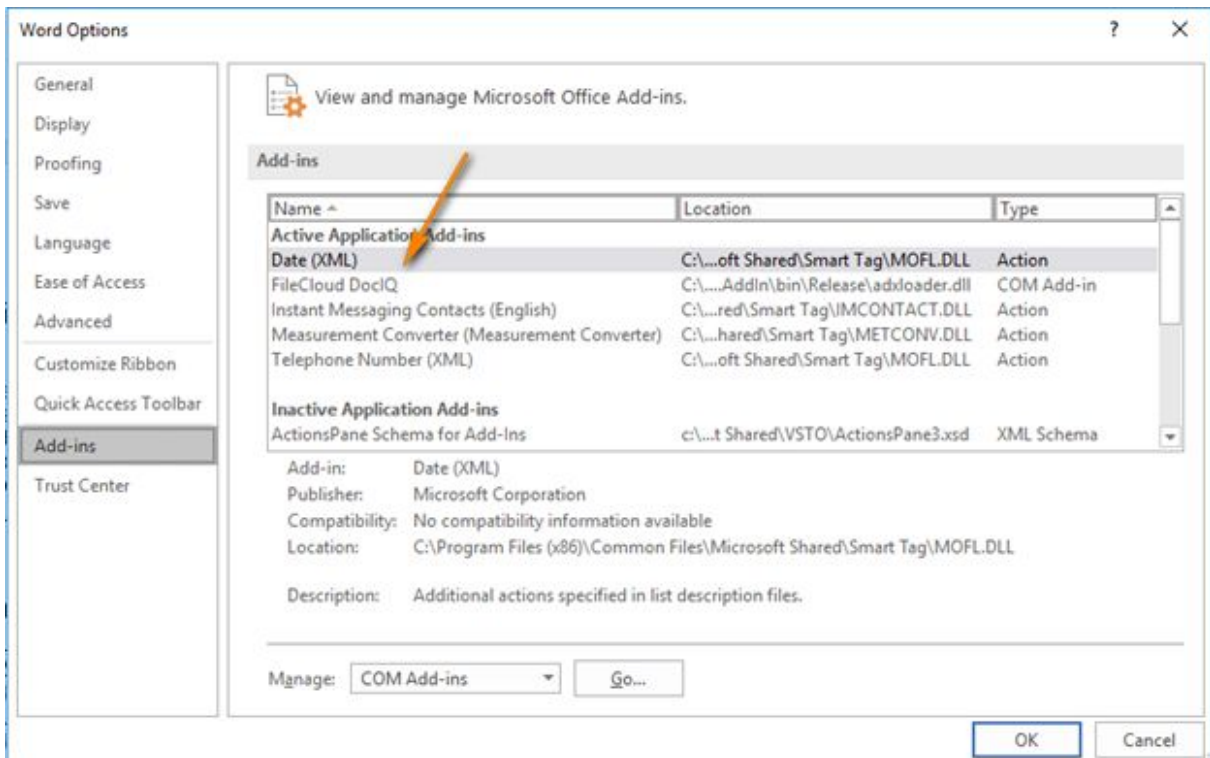 Word Options
?
General
Display
Proofing
Save
Language
Ease of Access
Advanced
Customize Ribbon
Quick Access Toolbar
Add-ins
Trust Center
View and manage Microsoft Office Add-ins.
Add-ins
Name Location Type
Active Application Add-ins
Date (XML) C:\...oft Shared\Smart Tag\MOFL.DLL Action
FileCloud DocIQ C:\...AddIn\bin\Release\adxloader.dll COM Add-in
Instant Messaging Contacts (English) C:\...red\Smart Tag\IMCONTACT.DLL Action
Measurement Converter (Measurement Converter) C:\...hared\Smart Tag\METCONV.DLL Action
Telephone Number (XML) C:\...oft Shared\Smart Tag\MOFL.DLL Action
Inactive Application Add-ins
ActionsPane Schema for Add-Ins c:\...t Shared\VSTO\ActionsPane3.xsd XML Schema
Add-in: Date (XML)
Publisher: Microsoft Corporation
Compatibility: No compatibility information available
Location: C:\Program Files (x86)\Common Files\Microsoft Shared\Smart Tag\MOFL.DLL
Description: Additional actions specified in list description files.
Manage: COM Add-ins Go...
OK Cancel